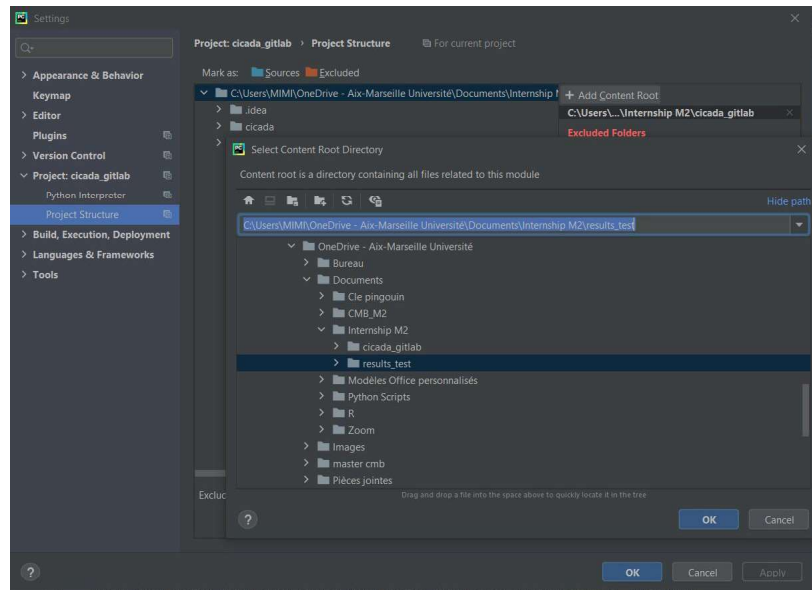 Settings
Project: cicada_gitlab › Project Structure For current project
Appearance & Behavior
Keymap
Editor
Plugins
Version Control
Project: cicada_gitlab
Python Interpreter
Project Structure
Build, Execution, Deployment
Languages & Frameworks
Tools
Mark as: Sources Excluded
C:\Users\MIMI\OneDrive - Aix-Marseille Université\Documents\Internship
.idea
cicada
+ Add Content Root
C:\Users\...\Internship M2\cicada_gitlab
Excluded Folders
Select Content Root Directory
Content root is a directory containing all files related to this module
Hide path
C:\Users\MIMI\OneDrive - Aix-Marseille Université\Documents\Internship M2\results_test
OneDrive - Aix-Marseille Université
Bureau
Documents
Cle pingouin
CMB_M2
Internship M2
cicada_gitlab
results_test
Modèles Office personnalisés
Python Scripts
R
Zoom
Images
master cmb
Pièces jointes
Drag and drop a file into the space above to quickly locate it in the tree
Exclud
? OK Cancel
? OK Cancel Apply